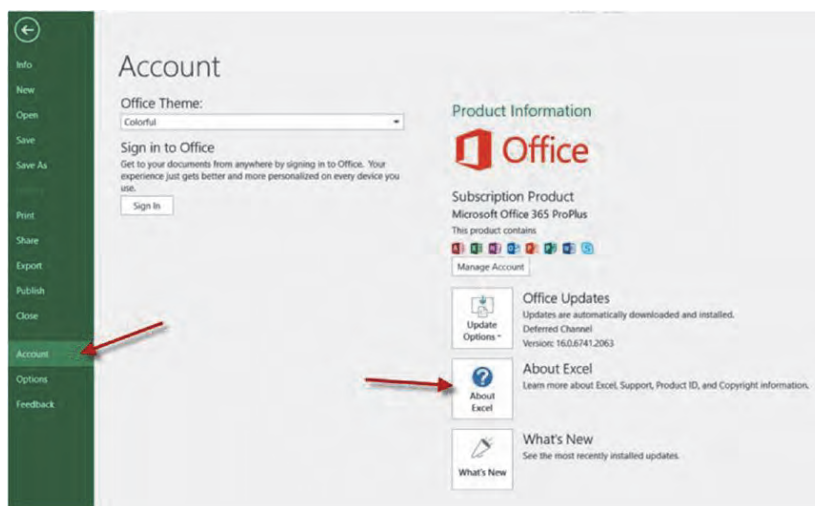 Info
New
Open
Save
Save As
Print
Share
Export
Publish
Close
Account
Options
Feedback
Account
Office Theme:
Colorful
Sign in to Office
Get to your documents from anywhere by signing in to Office. Your
experience just gets better and more personalized on every device you
use.
Sign In
Product Information
Office
Subscription Product
Microsoft Office 365 ProPlus
This product contains
Manage Account
Update
Options
Office Updates
Updates are automatically downloaded and installed.
Deferred Channel
Version: 16.0.6741.2063
About
Excel
About Excel
Learn more about Excel, Support, Product ID, and Copyright information.
What's New
What's New
See the most recently installed updates.